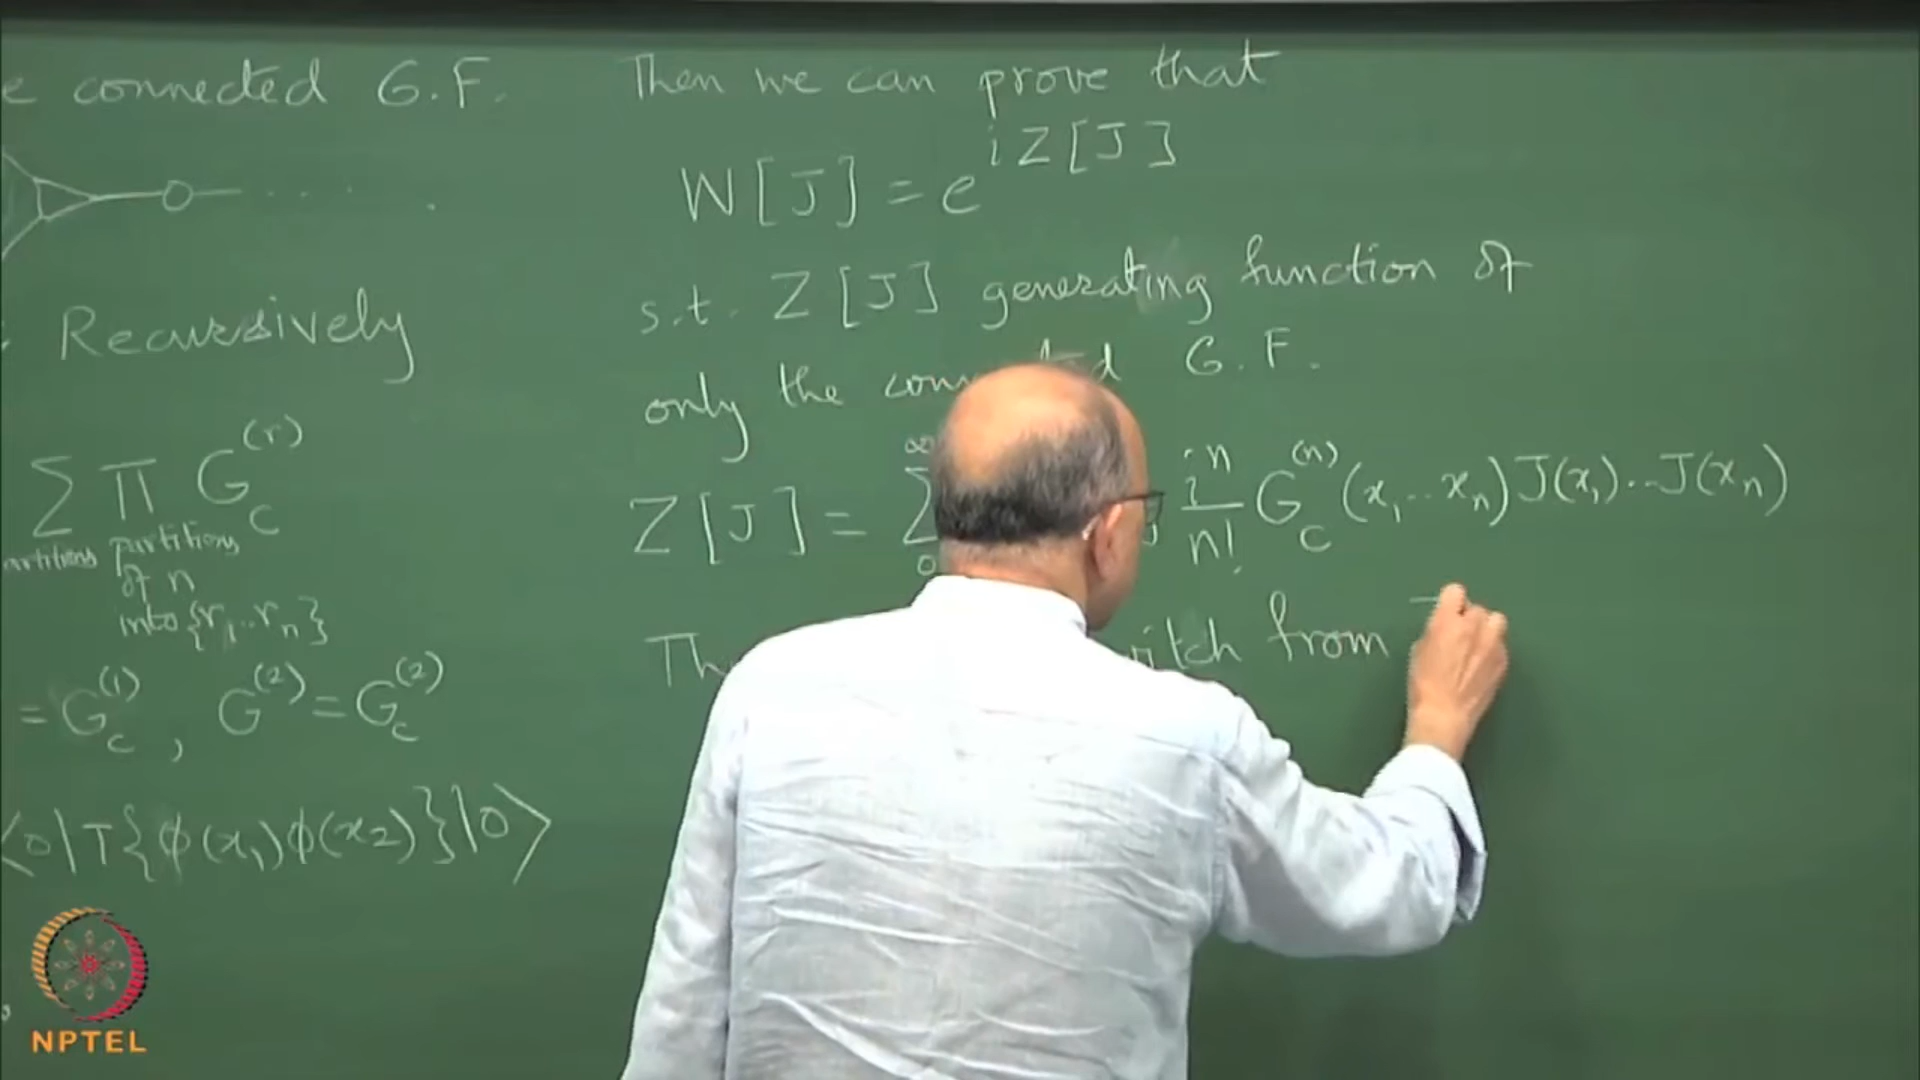 e connected G.F.
Recursively
∑ ∏ G_c^{(r)}
partitions
of n
into {r_1..r_n}
= G_c^{(1)}, G^{(2)} = G_c^{(2)}
⟨0|T{φ(x_1)φ(x_2)}|0⟩
Then we can prove that
W[J] = e^{iZ[J]}
s.t. Z[J] generating function of
only the G.F.
Z[J] = ∑ i^n/n! G_c^{(n)}(x_1..x_n)J(x_1)..J(x_n)
from
NPTEL